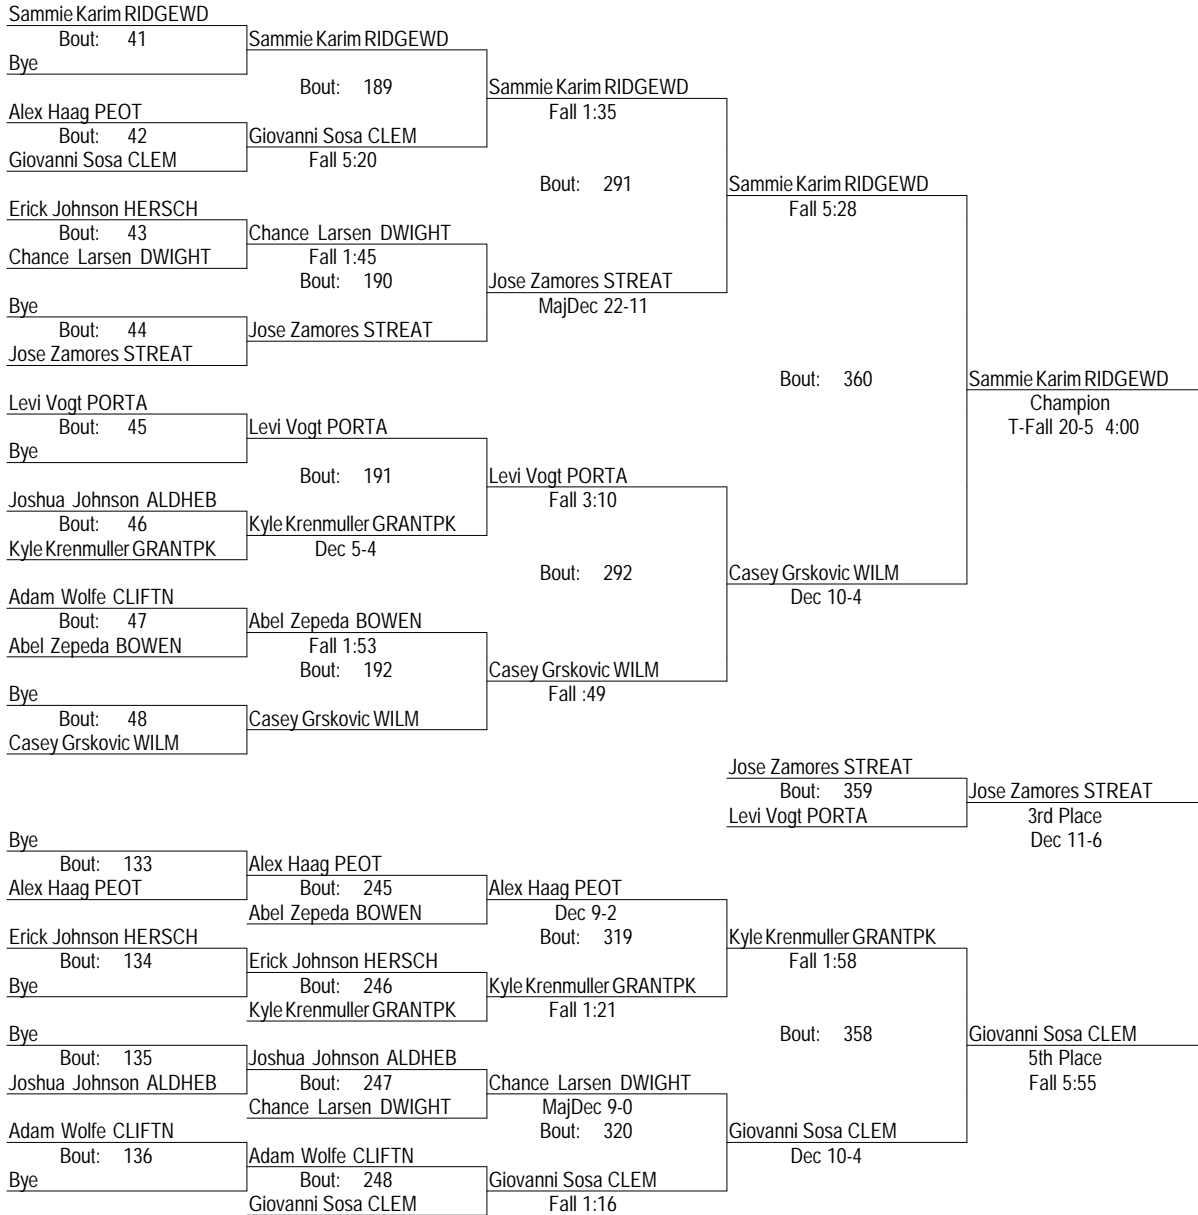 Sammie Karim RIDGEWD
Bout: 41
Sammie Karim RIDGEWD
Bye
Bout: 189
Sammie Karim RIDGEWD
Alex Haag PEOT
Fall 1:35
Bout: 42
Giovanni Sosa CLEM
Giovanni Sosa CLEM
Fall 5:20
Bout: 291
Sammie Karim RIDGEWD
Erick Johnson HERSCH
Fall 5:28
Bout: 43
Chance Larsen DWIGHT
Chance Larsen DWIGHT
Fall 1:45
Bout: 190
Jose Zamores STREAT
Bye
MajDec 22-11
Bout: 44
Jose Zamores STREAT
Jose Zamores STREAT
Bout: 360
Sammie Karim RIDGEWD
Levi Vogt PORTA
Champion
Bout: 45
Levi Vogt PORTA
T-Fall 20-5 4:00
Bye
Bout: 191
Levi Vogt PORTA
Joshua Johnson ALDHEB
Fall 3:10
Bout: 46
Kyle Krenmuller GRANTPK
Kyle Krenmuller GRANTPK
Dec 5-4
Bout: 292
Casey Grskovic WILM
Adam Wolfe CLIFTN
Dec 10-4
Bout: 47
Abel Zepeda BOWEN
Abel Zepeda BOWEN
Fall 1:53
Bout: 192
Casey Grskovic WILM
Bye
Fall :49
Bout: 48
Casey Grskovic WILM
Casey Grskovic WILM
Jose Zamores STREAT
Bout: 359
Jose Zamores STREAT
Levi Vogt PORTA
3rd Place
Dec 11-6
Bye
Bout: 133
Alex Haag PEOT
Alex Haag PEOT
Bout: 245
Alex Haag PEOT
Abel Zepeda BOWEN
Dec 9-2
Erick Johnson HERSCH
Bout: 319
Kyle Krenmuller GRANTPK
Bout: 134
Erick Johnson HERSCH
Fall 1:58
Bye
Bout: 246
Kyle Krenmuller GRANTPK
Kyle Krenmuller GRANTPK
Fall 1:21
Bye
Bout: 358
Giovanni Sosa CLEM
Bout: 135
Joshua Johnson ALDHEB
5th Place
Joshua Johnson ALDHEB
Bout: 247
Chance Larsen DWIGHT
Fall 5:55
Chance Larsen DWIGHT
MajDec 9-0
Adam Wolfe CLIFTN
Bout: 320
Giovanni Sosa CLEM
Bout: 136
Adam Wolfe CLIFTN
Dec 10-4
Bye
Bout: 248
Giovanni Sosa CLEM
Giovanni Sosa CLEM
Fall 1:16